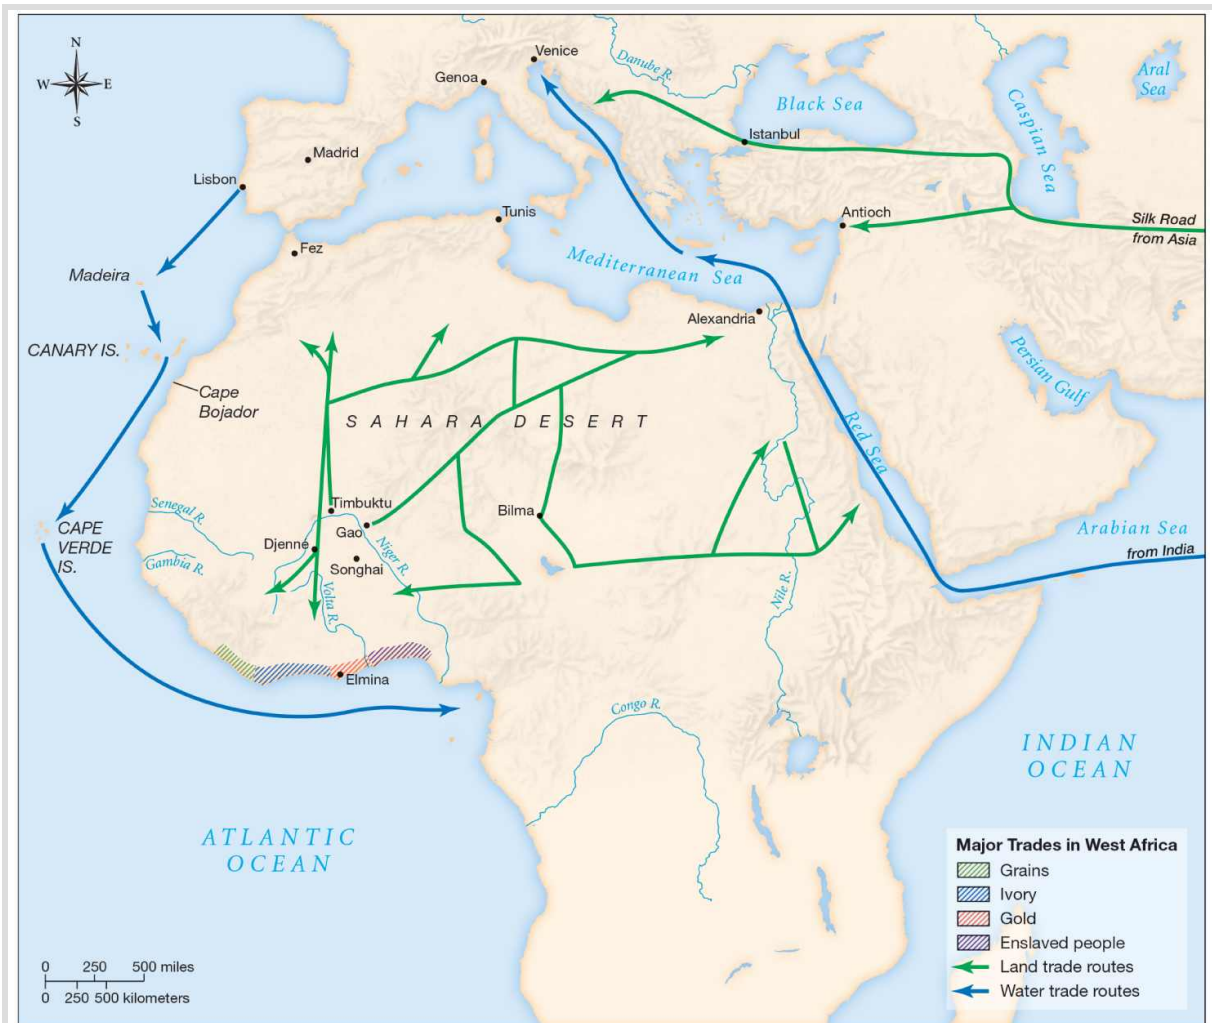 N
W
E
S
Venice
Genoa
Danube R.
Black Sea
Caspian Sea
Aral
Sea
Istanbul
Madrid
Lisbon
Tunis
Antioch
Silk Road
from Asia
Fez
Madeira
Mediterranean Sea
Alexandria
CANARY IS.
Cape
Bojador
Persian Gulf
SAHARA DESERT
Red Sea
Timbuktu
Senegal R.
Gao
Bilma
CAPE
VERDE
IS.
Djenné
Niger R.
Songhai
Gambia R.
Volta R.
Nile R.
Arabian Sea
from India
Elmina
Congo R.
INDIAN
OCEAN
ATLANTIC
OCEAN
Major Trades in West Africa
Grains
Ivory
Gold
Enslaved people
Land trade routes
Water trade routes
0 250 500 miles
0 250 500 kilometers